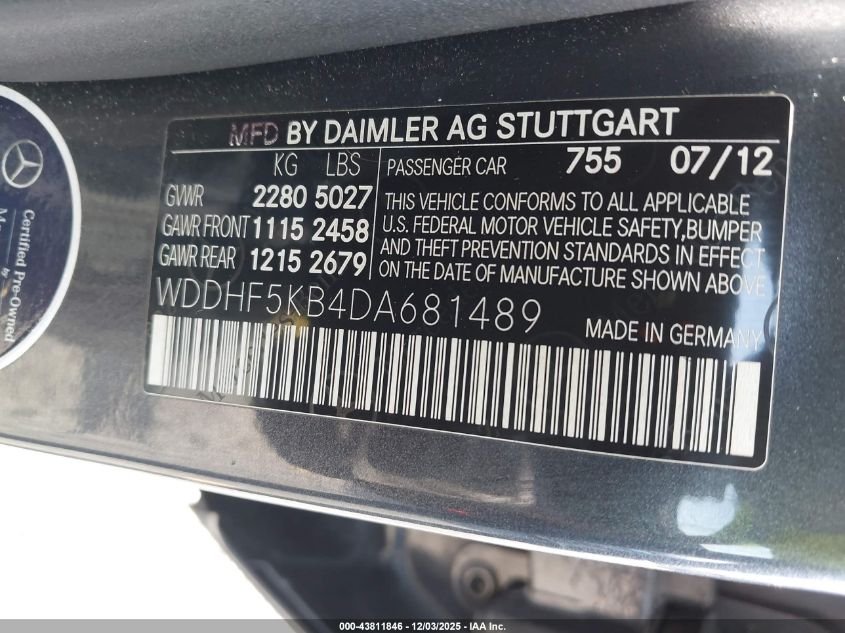 MFD BY DAIMLER AG STUTTGART
KG LBS
GVWR 2280 5027
GAWR FRONT 1115 2458
GAWR REAR 1215 2679
PASSENGER CAR 755 07/12
THIS VEHICLE CONFORMS TO ALL APPLICABLE
U.S. FEDERAL MOTOR VEHICLE SAFETY,BUMPER
AND THEFT PREVENTION STANDARDS IN EFFECT
ON THE DATE OF MANUFACTURE SHOWN ABOVE
WDDHF5KB4DA681489
MADE IN GERMANY
Certified Pre-Owned
by
000-43811846 - 12/03/2025 - IAA Inc.